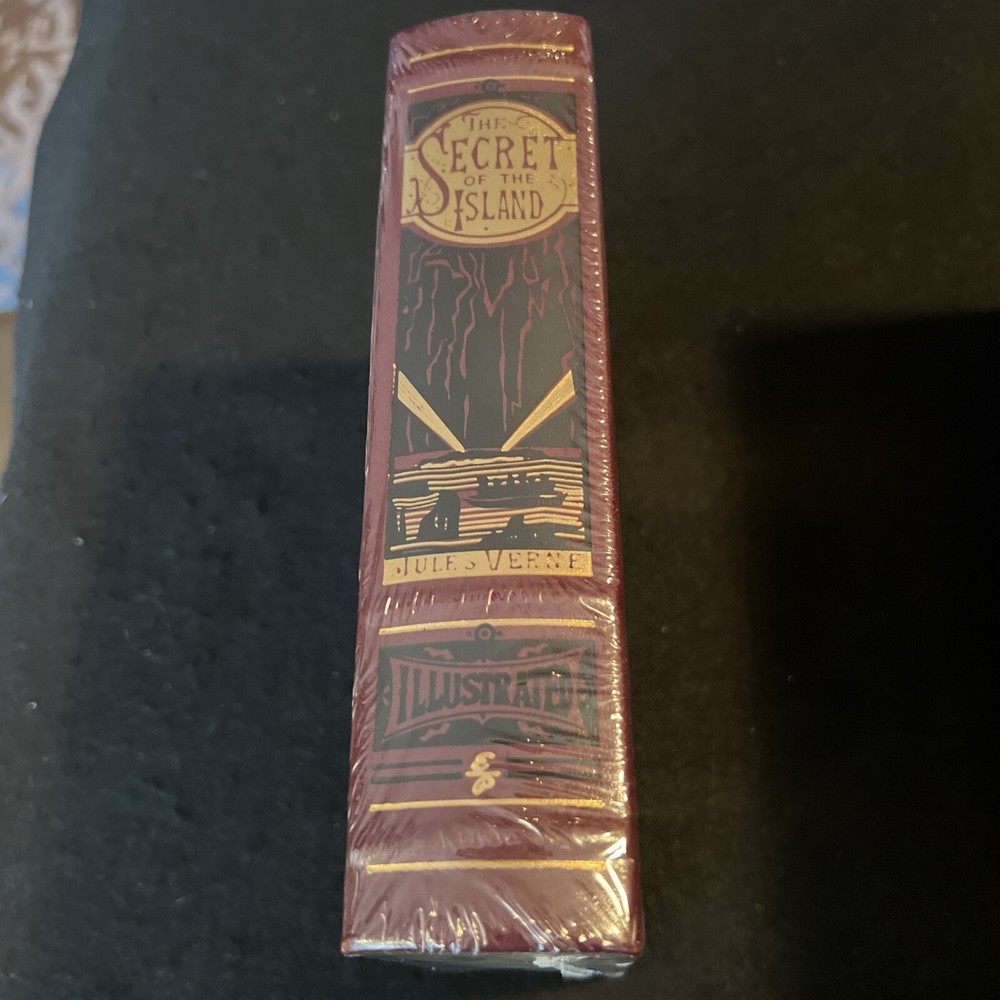 THE
SECRET
OF THE
ISLAND
JULES VERNE
ILLUSTRATED